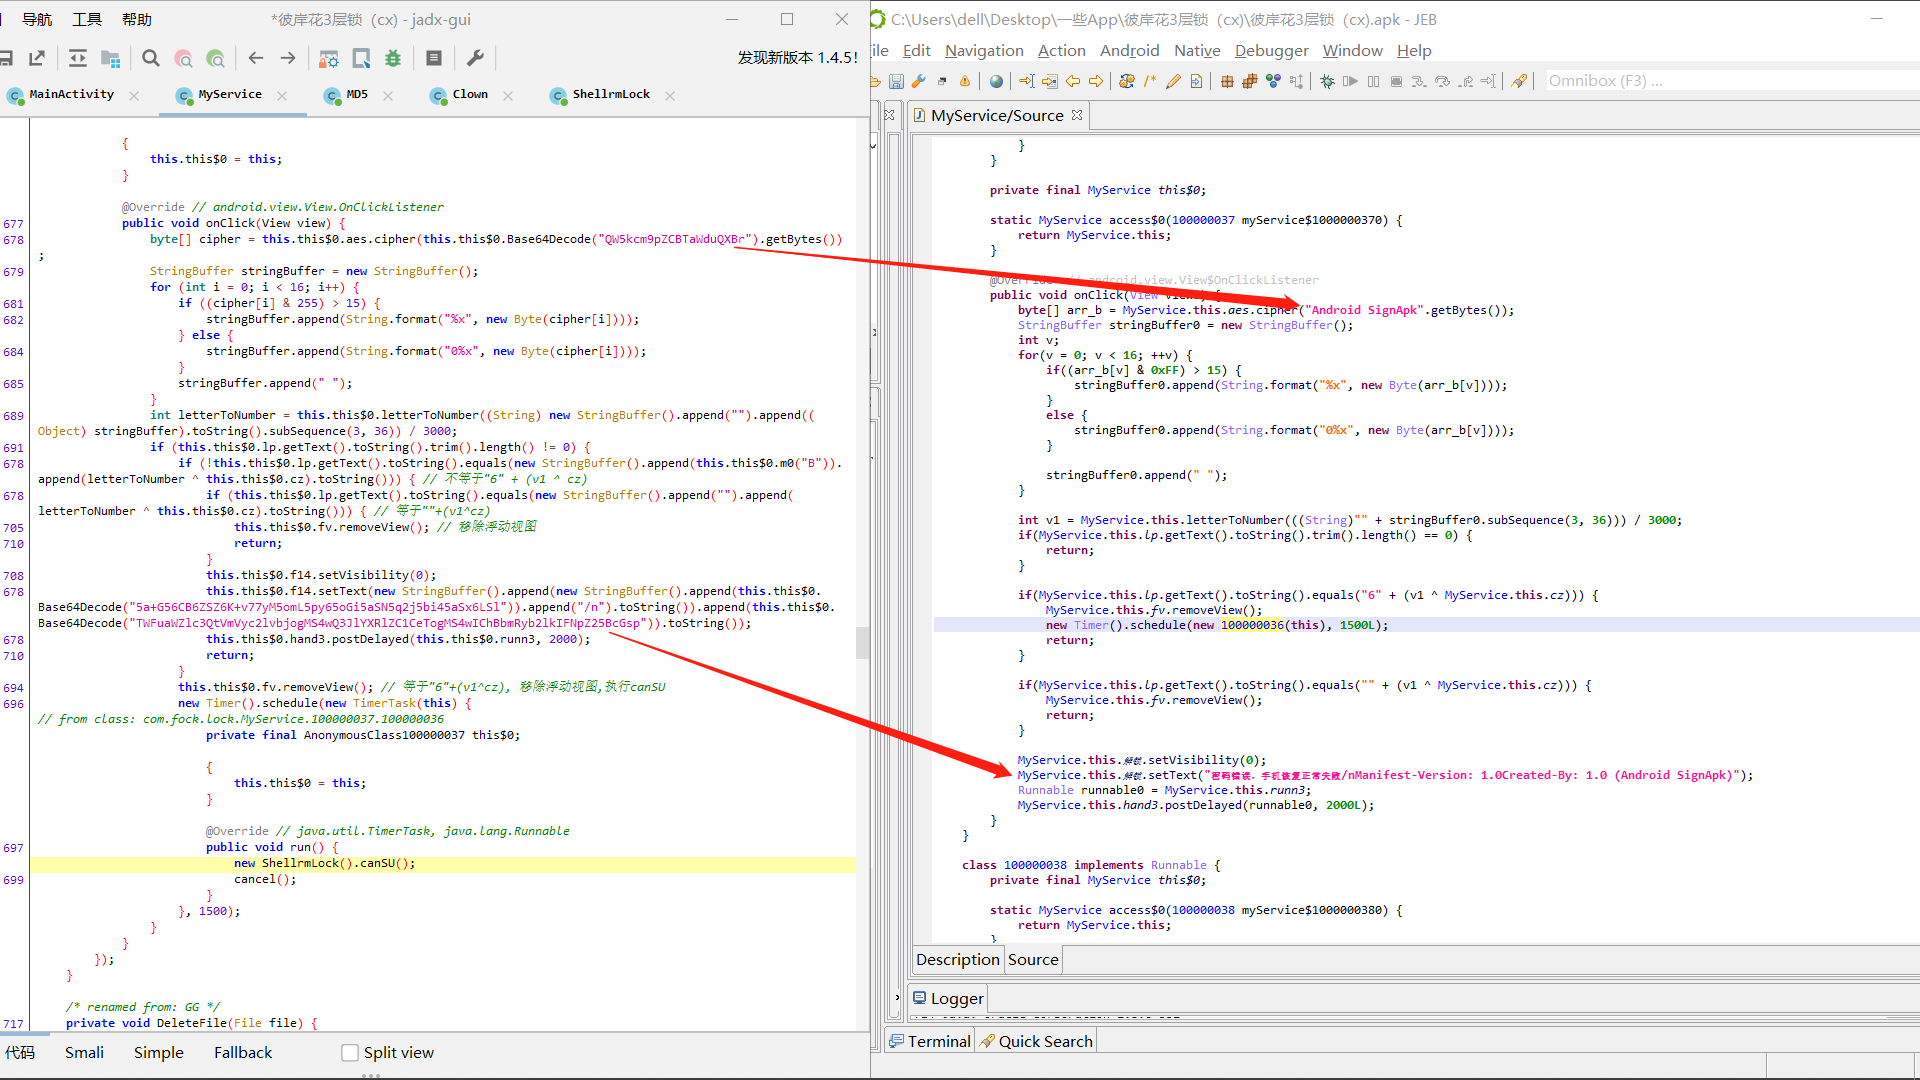 导航 工具 帮助
*彼岸花3层锁（cx) - jadx-gui
发现新版本 1.4.5!
MainActivity
MyService
MD5
Clown
ShellrmLock
{
this.this$0 = this;
}
@Override // android.view.View.OnClickListener
677 public void onClick(View view) {
678 byte[] cipher = this.this$0.aes.cipher(this.this$0.Base64Decode("QW5kcm9pZCBTaWduQXBr").getBytes())
;
679 StringBuffer stringBuffer = new StringBuffer();
680 for (int i = 0; i < 16; i++) {
681 if ((cipher[i] & 255) > 15) {
682 stringBuffer.append(String.format("%x", new Byte(cipher[i])));
} else {
684 stringBuffer.append(String.format("0%x", new Byte(cipher[i])));
}
685 stringBuffer.append(" ");
}
689 int letterToNumber = this.this$0.letterToNumber((String) new StringBuffer().append("").append((
Object) stringBuffer).toString().subSequence(3, 36)) / 3000;
691 if (this.this$0.lp.getText().toString().trim().length() != 0) {
678 if (!this.this$0.lp.getText().toString().equals(new StringBuffer().append(this.this$0.m0("B")).
append(letterToNumber ^ this.this$0.cz).toString())) { // 不等于"6" + (v1 ^ cz)
678 if (this.this$0.lp.getText().toString().equals(new StringBuffer().append("").append(
letterToNumber ^ this.this$0.cz).toString())) { // 等于""+(v1^cz)
705 this.this$0.fv.removeView(); // 移除浮动视图
710 return;
}
708 this.this$0.f14.setVisibility(0);
678 this.this$0.f14.setText(new StringBuffer().append(new StringBuffer().append(this.this$0.
Base64Decode("5a+G56CB6ZSZ6K+v77yM5omL5py65oGi5aSN5q2j5bi45aSx6LSl")).append("/n").toString()).append(this.this$0.
Base64Decode("TWFuaWZlc3QtVmVyc2lvbjogMS4wQ3JlYXRlZC1CeTogMS4wIChBbmRyb2lkIFNpZ25BcGsp")).toString());
678 this.this$0.hand3.postDelayed(this.this$0.runn3, 2000);
710 return;
}
694 this.this$0.fv.removeView(); // 等于"6"+(v1^cz), 移除浮动视图,执行canSU
696 new Timer().schedule(new TimerTask(this) {
// from class: com.fock.lock.MyService.100000037.100000036
private final AnonymousClass100000037 this$0;
{
this.this$0 = this;
}
@Override // java.util.TimerTask, java.lang.Runnable
697 public void run() {
new ShellrmLock().canSU();
699 cancel();
}
}, 1500);
}
}
});
}
/* renamed from: GG */
717 private void DeleteFile(File file) {
代码 Smali Simple Fallback Split view
C:\Users\dell\Desktop\一些App\彼岸花3层锁（cx)\彼岸花3层锁（cx).apk - JEB
ile Edit Navigation Action Android Native Debugger Window Help
Omnibox (F3) ...
MyService/Source
}
}
private final MyService this$0;
static MyService access$0(100000037 myService$1000000370) {
return MyService.this;
}
@Override // android.view.View$OnClickListener
public void onClick(View view) {
byte[] arr_b = MyService.this.aes.cipher("Android SignApk".getBytes());
StringBuffer stringBuffer0 = new StringBuffer();
int v;
for(v = 0; v < 16; ++v) {
if((arr_b[v] & 0xFF) > 15) {
stringBuffer0.append(String.format("%x", new Byte(arr_b[v])));
}
else {
stringBuffer0.append(String.format("0%x", new Byte(arr_b[v])));
}
stringBuffer0.append(" ");
}
int v1 = MyService.this.letterToNumber(((String)"" + stringBuffer0.subSequence(3, 36))) / 3000;
if(MyService.this.lp.getText().toString().trim().length() == 0) {
return;
}
if(MyService.this.lp.getText().toString().equals("6" + (v1 ^ MyService.this.cz))) {
MyService.this.fv.removeView();
new Timer().schedule(new 100000036(this), 1500L);
return;
}
if(MyService.this.lp.getText().toString().equals("" + (v1 ^ MyService.this.cz))) {
MyService.this.fv.removeView();
return;
}
MyService.this.解锁.setVisibility(0);
MyService.this.解锁.setText("密码错误，手机恢复正常失败/nManifest-Version: 1.0Created-By: 1.0 (Android SignApk)");
Runnable runnable0 = MyService.this.runn3;
MyService.this.hand3.postDelayed(runnable0, 2000L);
}
}
class 100000038 implements Runnable {
private final MyService this$0;
static MyService access$0(100000038 myService$1000000380) {
return MyService.this;
}
Description Source
Logger
Terminal Quick Search